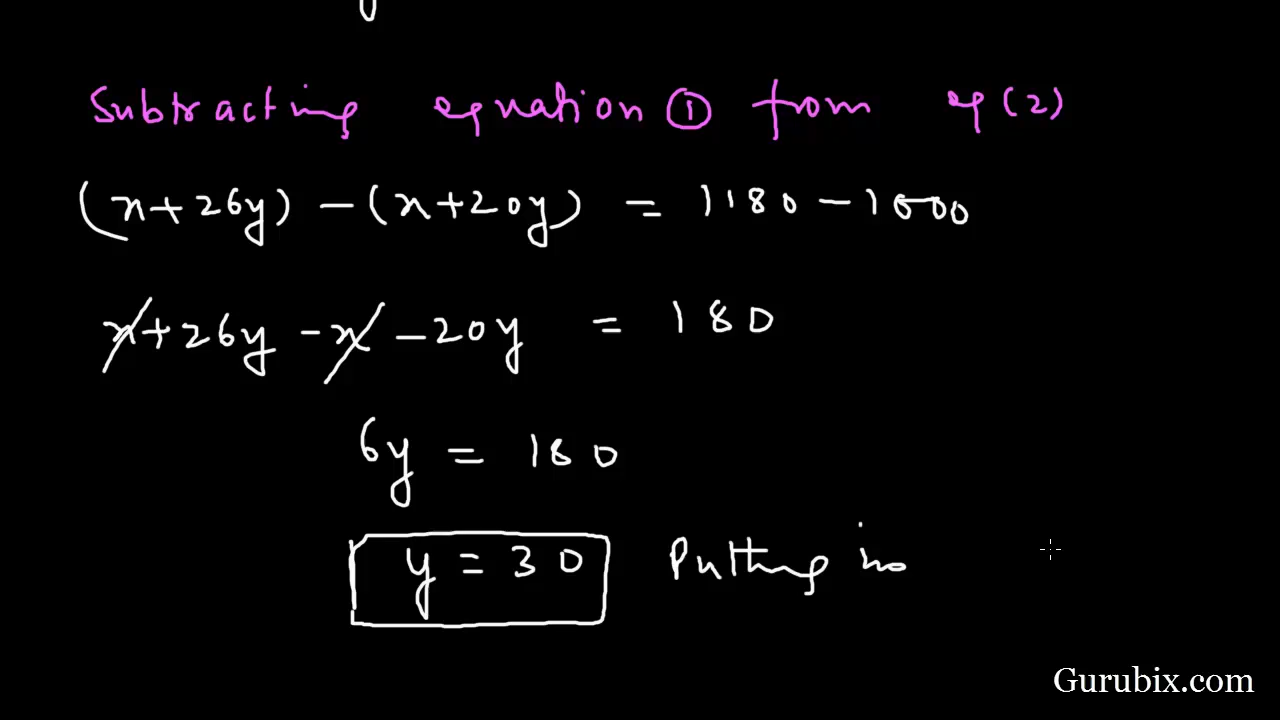 Subtracting equation ① from eq(2)
(x+26y) - (x+20y) = 1180 - 1000
x+26y - x - 20y = 180
6y = 180
y = 30 Putting in
Gurubix.com